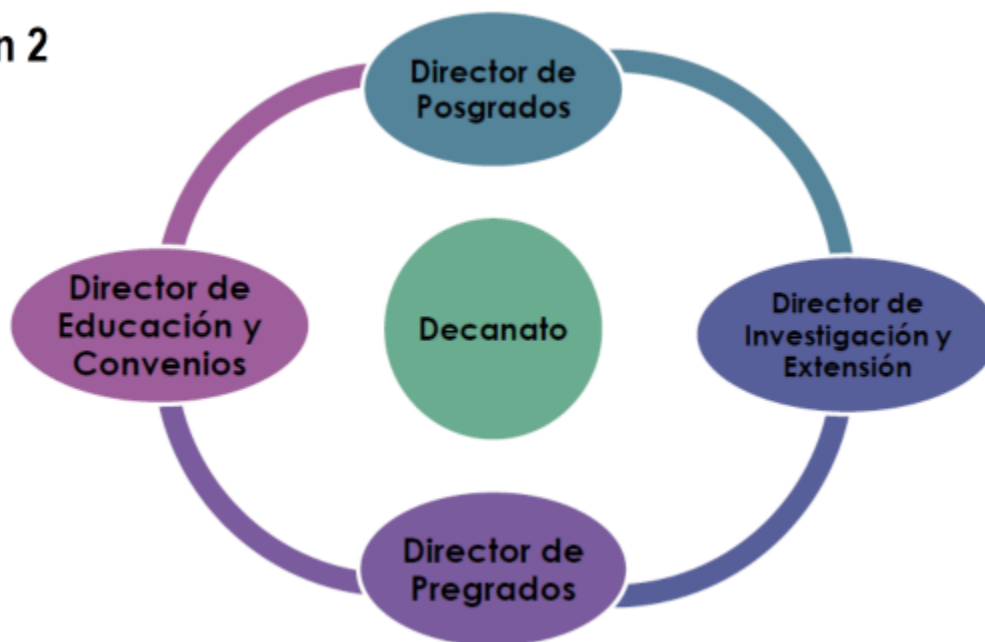 n 2
Director de
Posgrados
Director de
Educación y
Convenios
Decanato
Director de
Investigación y
Extensión
Director de
Pregrados